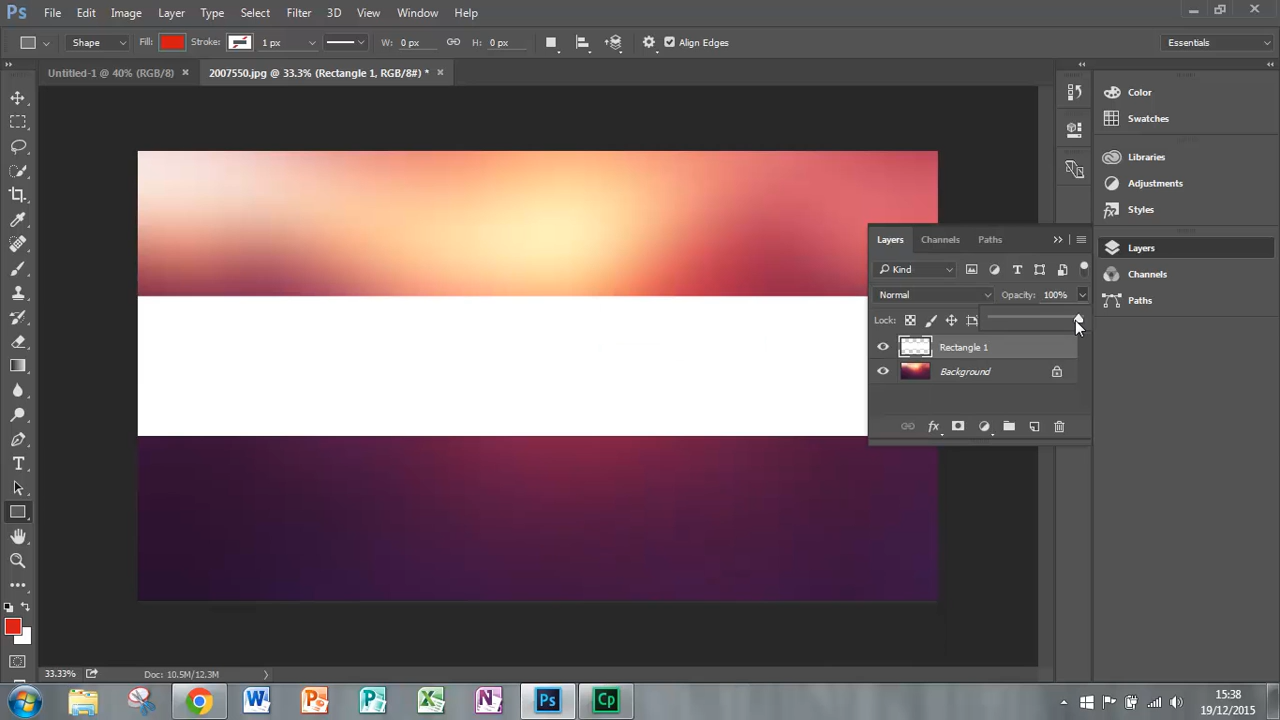 Ps File Edit Image Layer Type Select Filter 3D View Window Help
Shape Fill: Stroke: 1 px W: 0 px H: 0 px Align Edges Essentials
Untitled-1 @ 40% (RGB/8) × 2007550.jpg @ 33.3% (Rectangle 1, RGB/8#) * ×
Color
Swatches
Libraries
Adjustments
Styles
Layers
Channels
Paths
Layers Channels Paths
Kind
Normal Opacity: 100%
Lock:
Rectangle 1
Background
fx
33.33% Doc: 10.5M/12.3M
W P P X N Ps Cp
15:38
19/12/2015